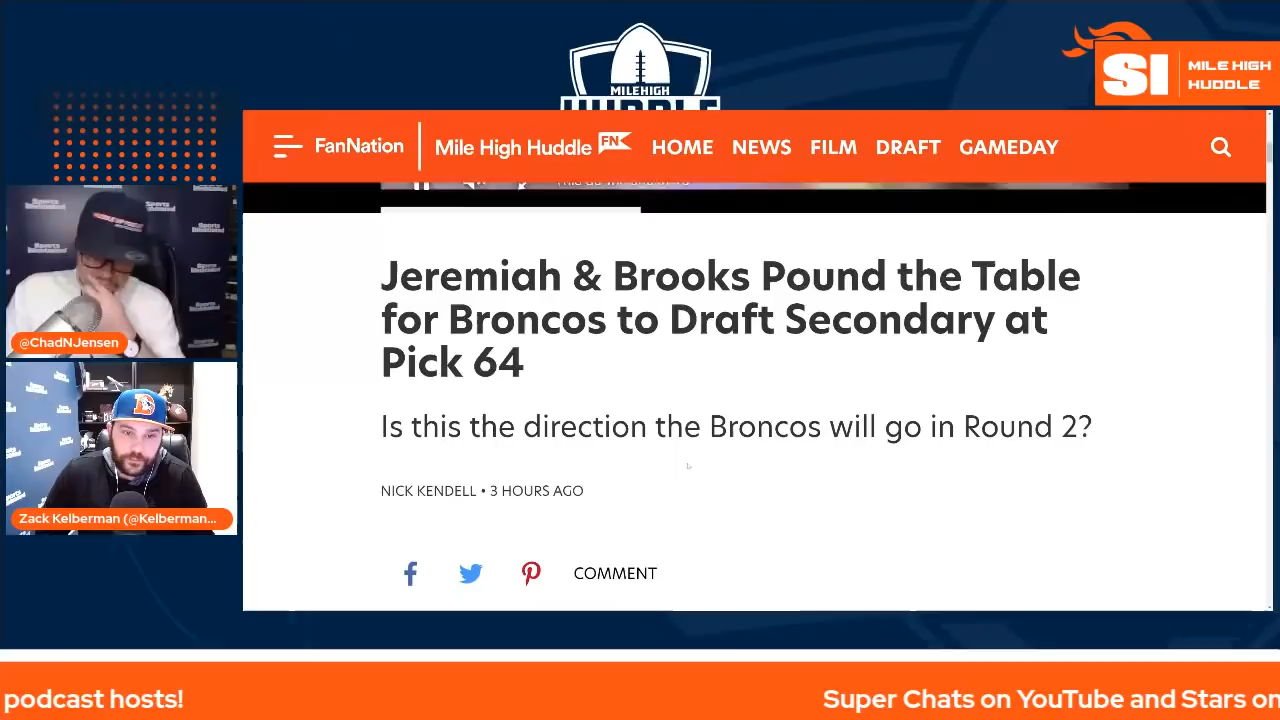 MILE HIGH
HUDDLE
SI
MILE HIGH
HUDDLE
FanNation
Mile High Huddle FN
HOME NEWS FILM DRAFT GAMEDAY
Jeremiah & Brooks Pound the Table
for Broncos to Draft Secondary at
Pick 64
Is this the direction the Broncos will go in Round 2?
NICK KENDELL • 3 HOURS AGO
COMMENT
@ChadNJensen
Zack Kelberman (@Kelberman...
podcast hosts!
Super Chats on YouTube and Stars on